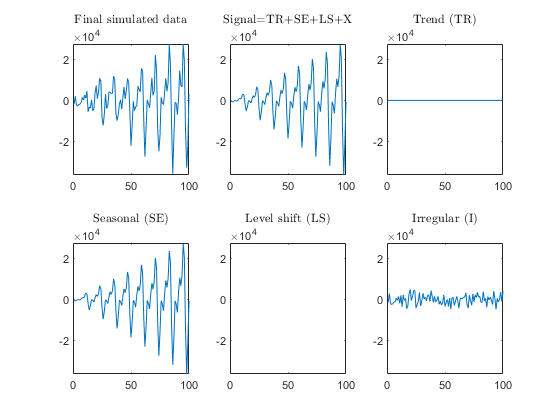 Final simulated data Signal=TR+SE+LS+X Trend (TR)
×10^4 ×10^4 ×10^4
2 2 2
0 0 0
-2 -2 -2
0 50 100 0 50 100 0 50 100
Seasonal (SE) Level shift (LS) Irregular (I)
×10^4 ×10^4 ×10^4
2 2 2
0 0 0
-2 -2 -2
0 50 100 0 50 100 0 50 100